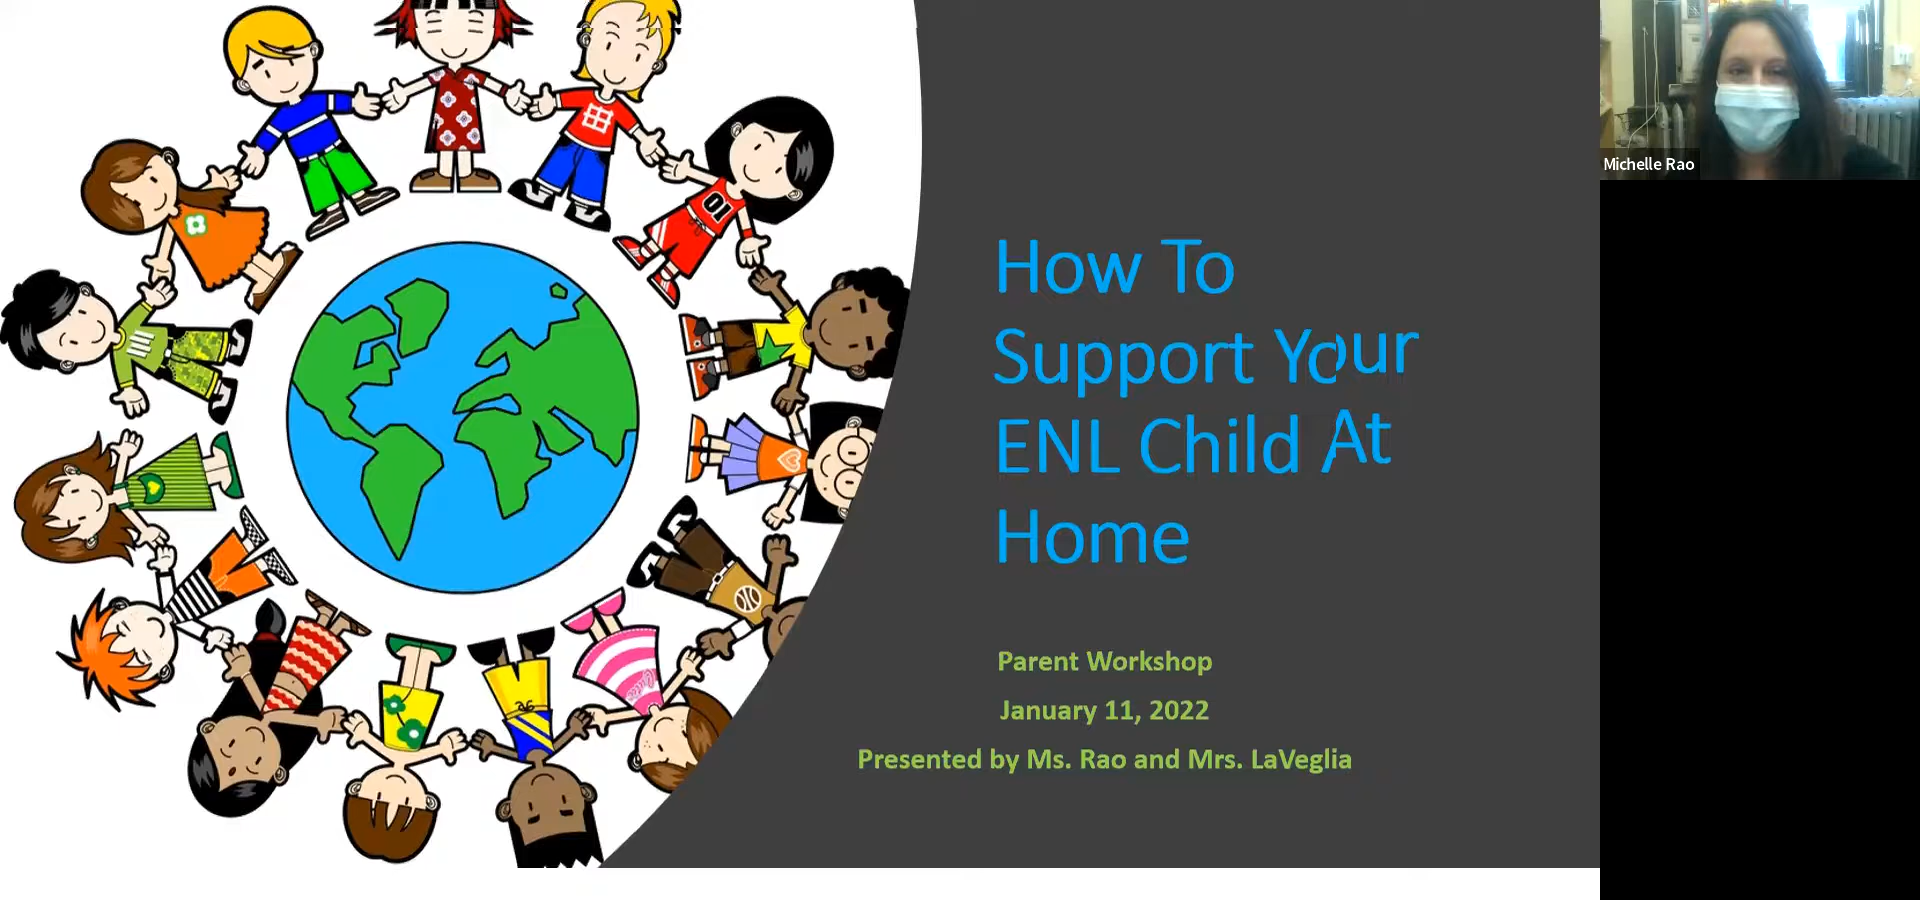 How To
Support Your
ENL Child At
Home
Parent Workshop
January 11, 2022
Presented by Ms. Rao and Mrs. LaVeglia
Michelle Rao
01